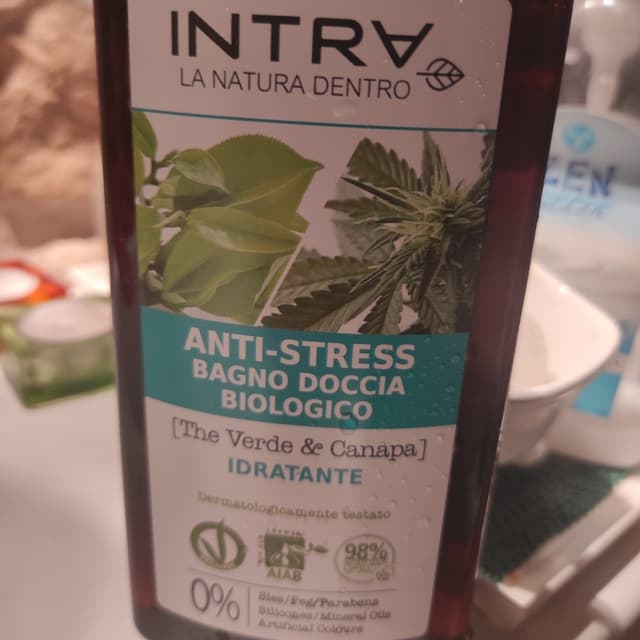 INTRA
LA NATURA DENTRO
ANTI-STRESS
BAGNO DOCCIA
BIOLOGICO
[The Verde & Canapa]
IDRATANTE
Dermatologicamente testato
AIAB
98%
0%
Sles/Peg/Parabens
Silicones/Mineral Oils
Artificial Colours